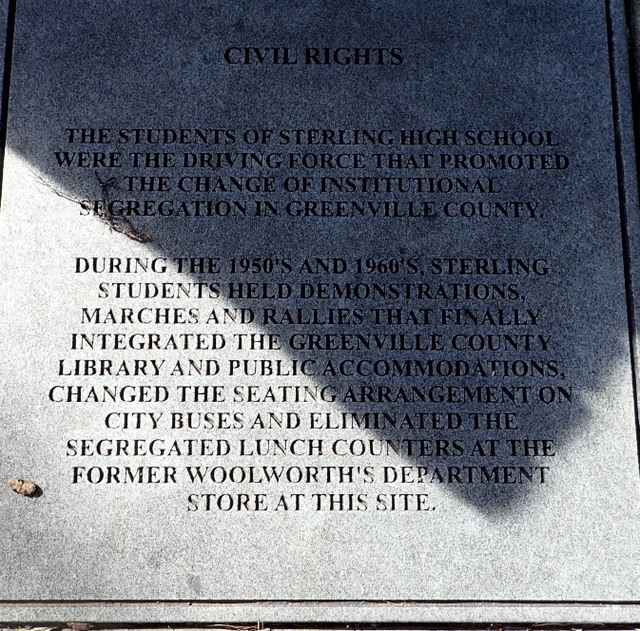 CIVIL RIGHTS
THE STUDENTS OF STERLING HIGH SCHOOL
WERE THE DRIVING FORCE THAT PROMOTED
THE CHANGE OF INSTITUTIONAL
SEGREGATION IN GREENVILLE COUNTY.
DURING THE 1950'S AND 1960'S, STERLING
STUDENTS HELD DEMONSTRATIONS,
MARCHES AND RALLIES THAT FINALLY
INTEGRATED THE GREENVILLE COUNTY
LIBRARY AND PUBLIC ACCOMMODATIONS,
CHANGED THE SEATING ARRANGEMENT ON
CITY BUSES AND ELIMINATED THE
SEGREGATED LUNCH COUNTERS AT THE
FORMER WOOLWORTH'S DEPARTMENT
STORE AT THIS SITE.